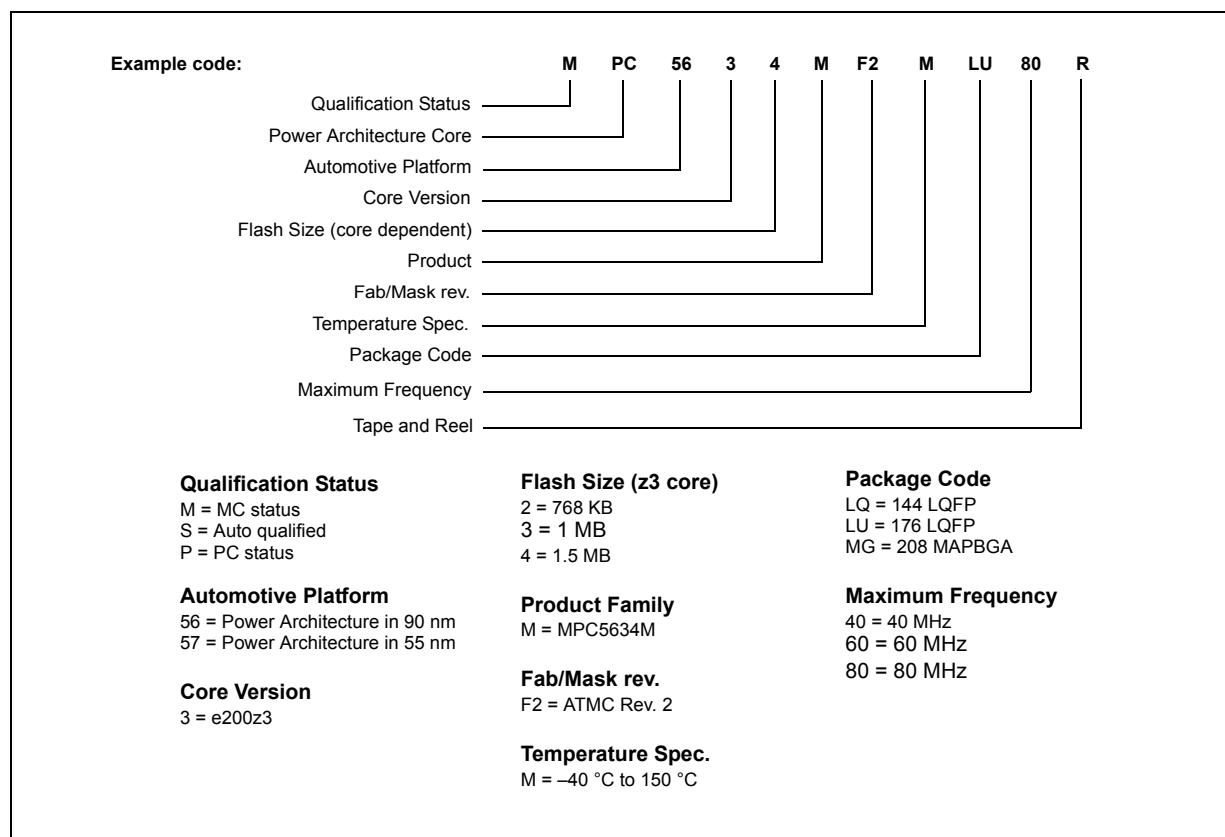 Example code: M PC 56 3 4 M F2 M LU 80 R
Qualification Status
Power Architecture Core
Automotive Platform
Core Version
Flash Size (core dependent)
Product
Fab/Mask rev.
Temperature Spec.
Package Code
Maximum Frequency
Tape and Reel
Qualification Status
M = MC status
S = Auto qualified
P = PC status
Automotive Platform
56 = Power Architecture in 90 nm
57 = Power Architecture in 55 nm
Core Version
3 = e200z3
Flash Size (z3 core)
2 = 768 KB
3 = 1 MB
4 = 1.5 MB
Product Family
M = MPC5634M
Fab/Mask rev.
F2 = ATMC Rev. 2
Temperature Spec.
M = –40 °C to 150 °C
Package Code
LQ = 144 LQFP
LU = 176 LQFP
MG = 208 MAPBGA
Maximum Frequency
40 = 40 MHz
60 = 60 MHz
80 = 80 MHz